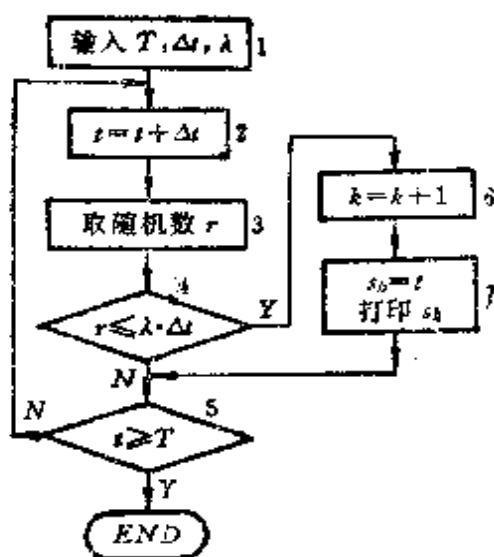 输入 T,Δt,λ 1
t=t+Δt 2
取随机数 r 3
4
r≤λ·Δt Y
N
k=k+1 6
s_k=t 7
打印 s_k
5
t≥T
N
Y
END